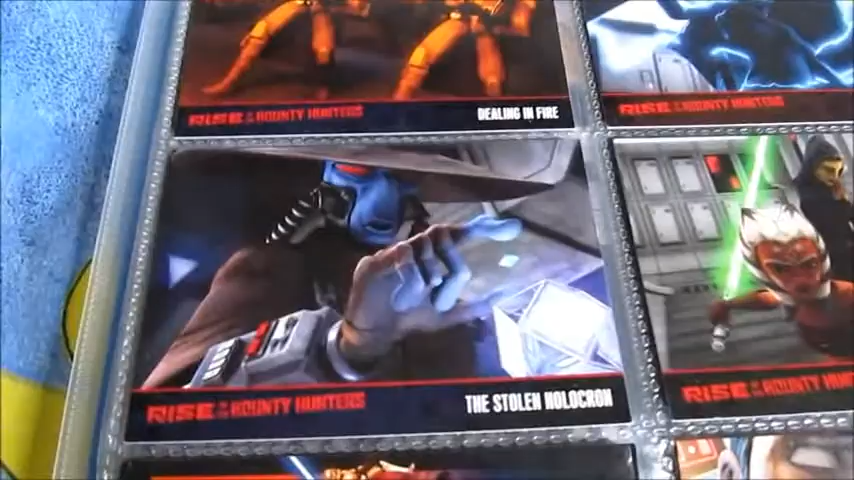 RISE OF THE BOUNTY HUNTERS
DEALING IN FIRE
RISE OF THE BOUNTY HUNTERS
RISE OF THE BOUNTY HUNTERS
THE STOLEN HOLOCRON
RISE OF THE BOUNTY HUNTERS